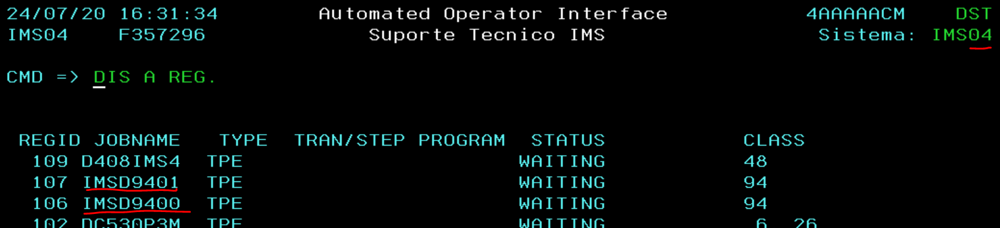 24/07/20 16:31:34 Automated Operator Interface 4AAAAACM DST
IMS04 F357296 Suporte Tecnico IMS Sistema: IMS04
CMD => DIS A REG.
REGID JOBNAME TYPE TRAN/STEP PROGRAM STATUS CLASS
109 D408IMS4 TPE WAITING 48
107 IMSD9401 TPE WAITING 94
106 IMSD9400 TPE WAITING 94
102 DC530P3M TPE WAITING 6 26